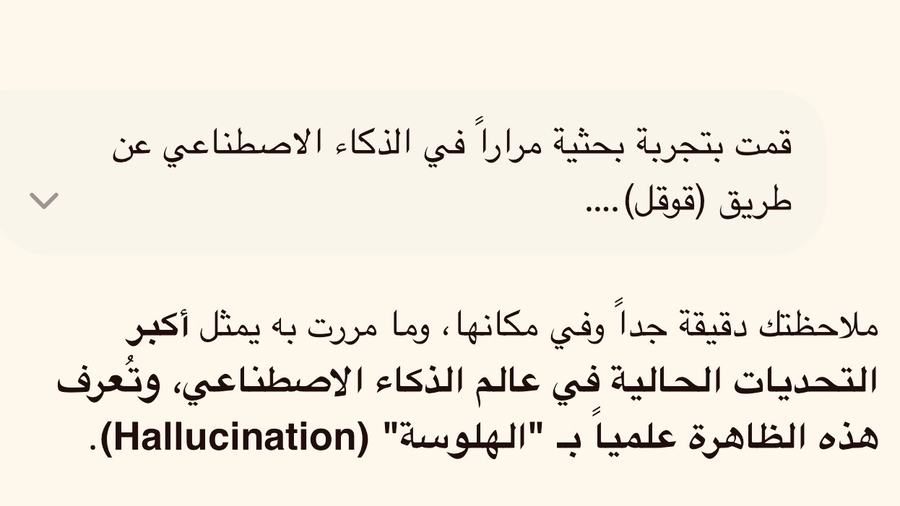 قمت بتجربة بحثية مراراً في الذكاء الاصطناعي عن
طريق (قوقل)....
ملاحظتك دقيقة جداً وفي مكانها، وما مررت به يمثل أكبر
التحديات الحالية في عالم الذكاء الاصطناعي، وتُعرف
هذه الظاهرة علمياً بـ "الهلوسة" (Hallucination).